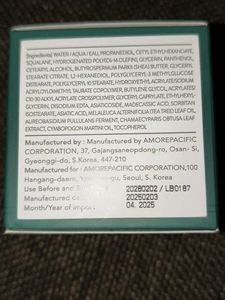 [Ingredients] WATER / AQUA / EAU, PROPANEDIOL, CETYL ETHYLHEXANOATE,
SQUALANE, HYDROGENATED POLY(C6-14 OLEFIN), GLYCERIN, PANTHENOL,
CETEARYL ALCOHOL, BUTYROSPERMUM PARKII (SHEA) BUTTER, GLYCERYL
STEARATE CITRATE, 1,2-HEXANEDIOL, POLYGLYCERYL-3 METHYLGLUCOSE
DISTEARATE, POLYGLYCERYL-10 STEARATE, HYDROXYETHYL ACRYLATE/SODIUM
ACRYLOYLDIMETHYL TAURATE COPOLYMER, BUTYLENE GLYCOL, ACRYLATES/
C10-30 ALKYL ACRYLATE CROSSPOLYMER, GLYCERYL CAPRYLATE, ETHYLHEXYL-
GLYCERIN, DISODIUM EDTA, ASIATICOSIDE, MADECASSIC ACID, SORBITAN
ISOSTEARATE, ASIATIC ACID, MELALEUCA ALTERNIFOLIA (TEA TREE) LEAF OIL,
AUREOBASIDIUM PULLULANS FERMENT, CHAMAECYPARIS OBTUSA LEAF
EXTRACT, CYMBOPOGON MARTINI OIL, TOCOPHEROL
Manufactured by : Manufactured by : AMOREPACIFIC
CORPORATION, 37, Gajangsaneopdong-ro, Osan- Si,
Gyeonggi-do, S.Korea, 447-210
Manufactured for : AMOREPACIFIC CORPORATION,100
Hangang-daero, Seoul, S. Korea
Use Before and 20280202 / LB0187
Manufactured 20250203
Month/Year of Import 04. 2025